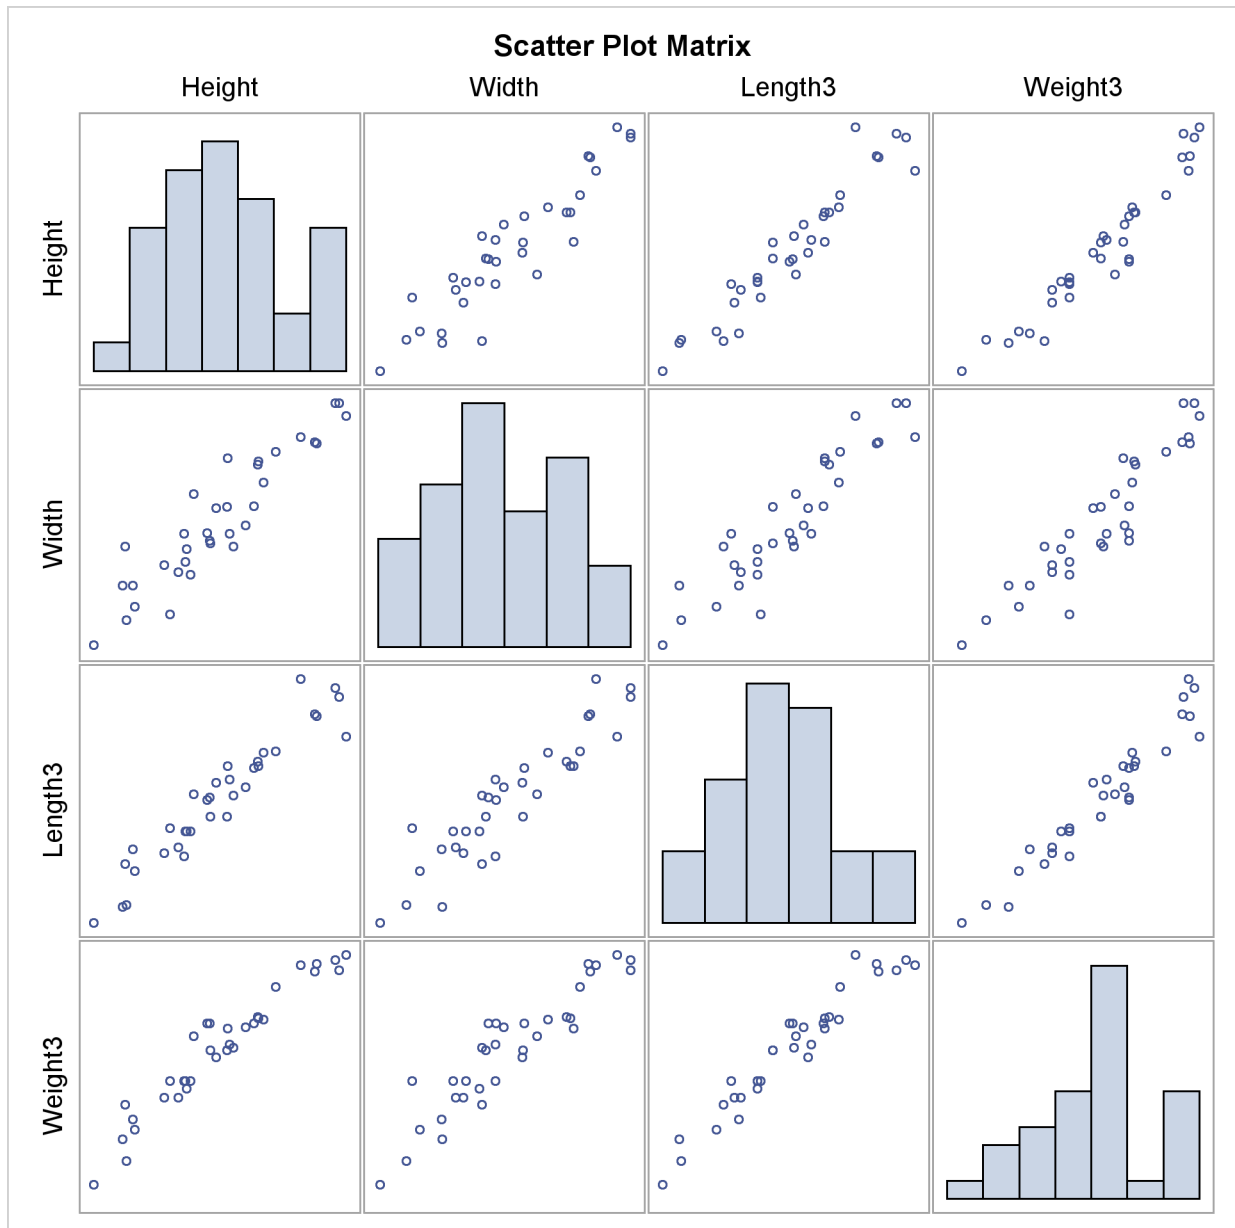 Scatter Plot Matrix
Height Width Length3 Weight3
Height
Width
Length3
Weight3